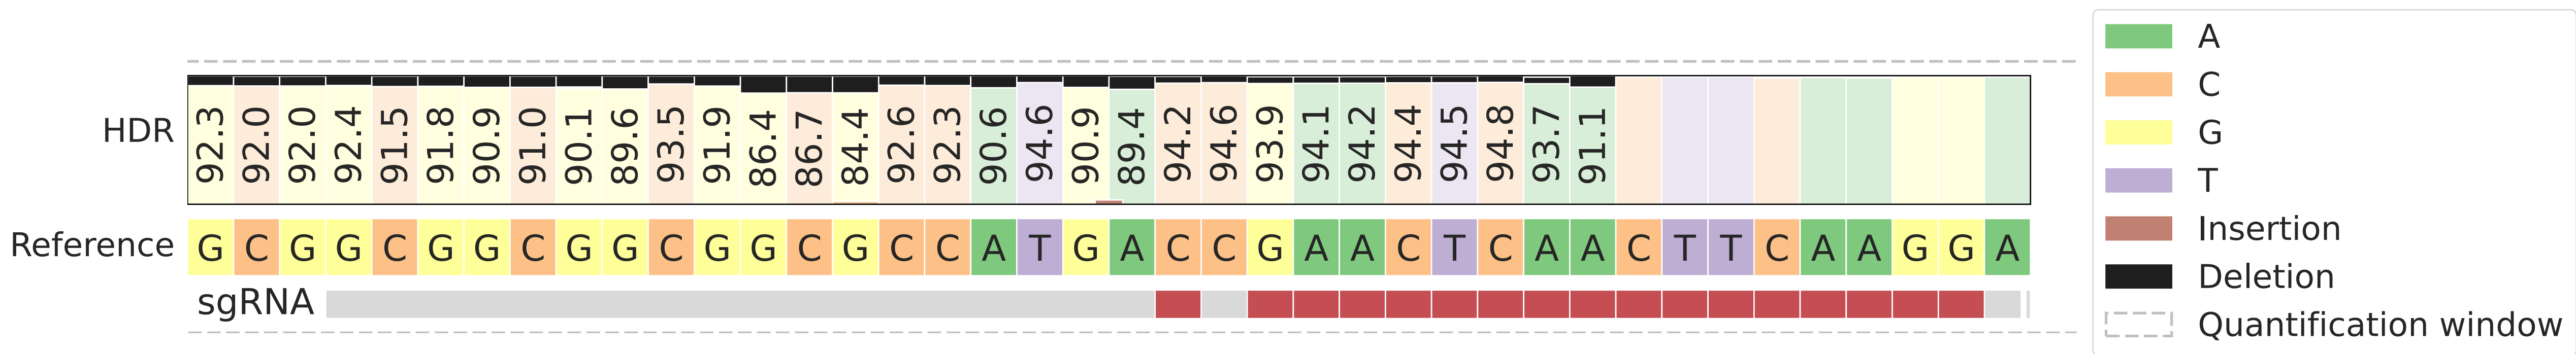 HDR 92.3 92.0 92.0 92.4 91.5 91.8 90.9 91.0 90.1 89.6 93.5 91.9 86.4 86.7 84.4 92.6 92.3 90.6 94.6 90.9 89.4 94.2 94.6 93.9 94.1 94.2 94.4 94.5 94.8 93.7 91.1
Reference G C G G C G G C G G C G G C G C C A T G A C C G A A C T C A A C T T C A A G G A
sgRNA
A
C
G
T
Insertion
Deletion
Quantification window